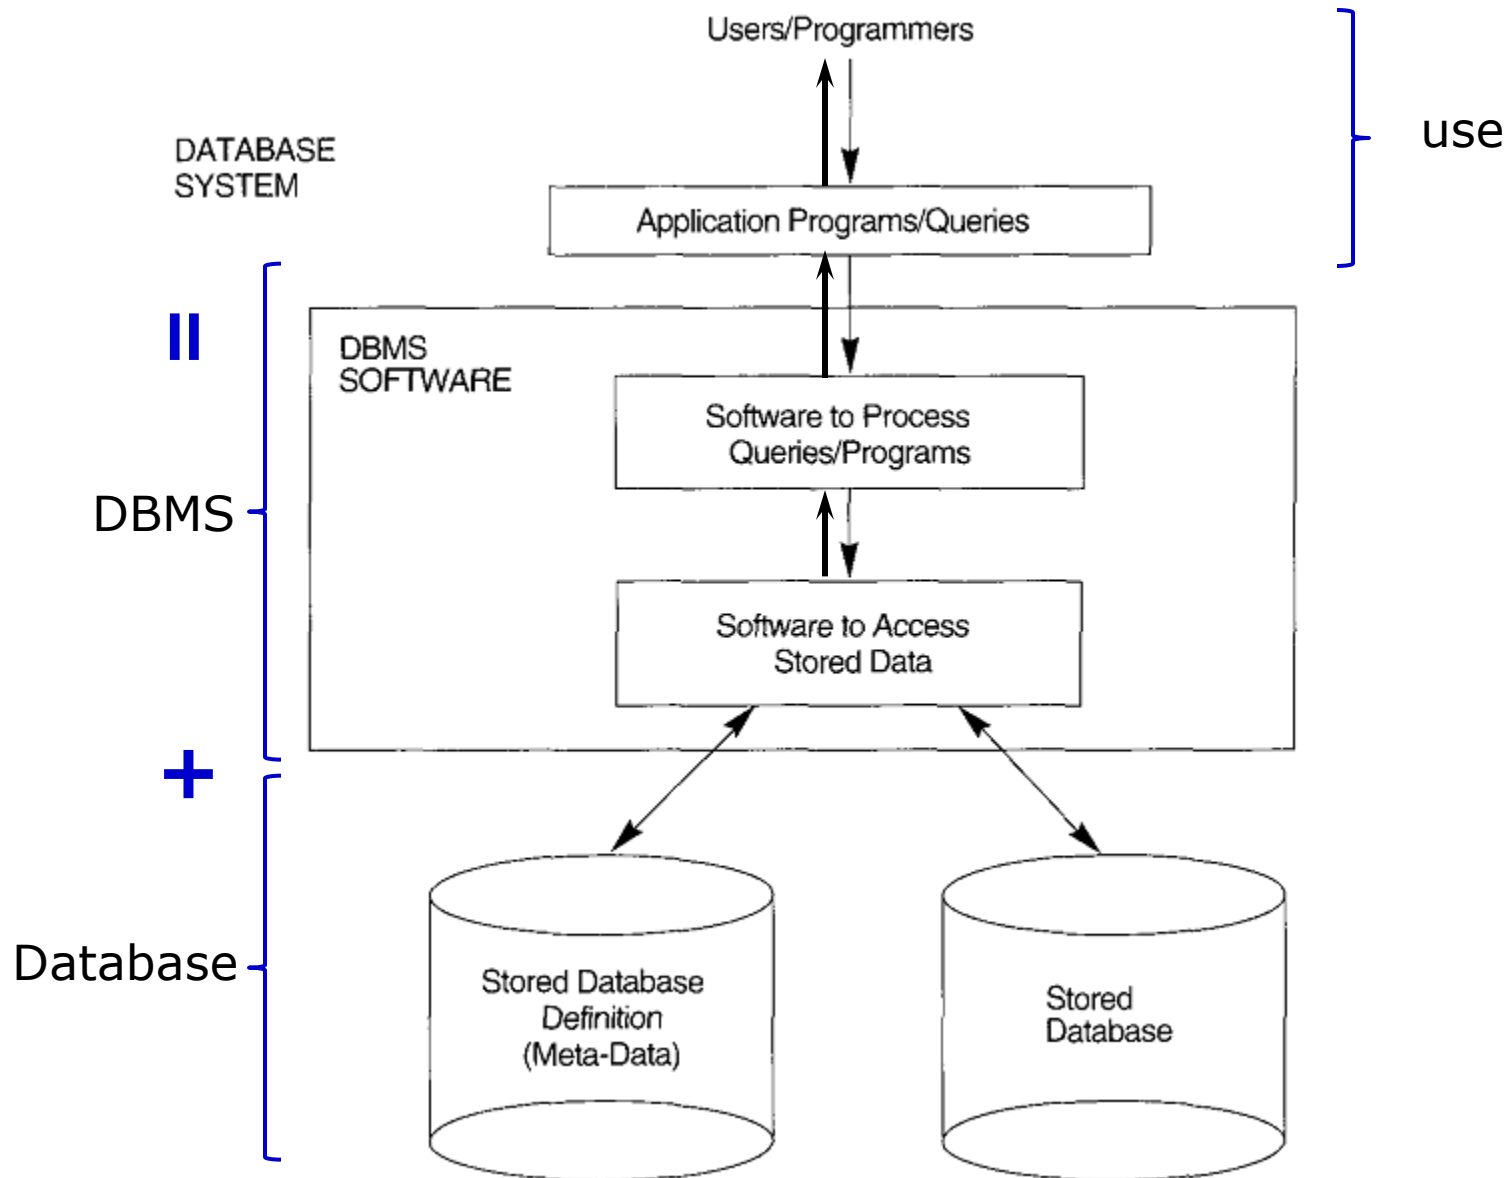 Users/Programmers
use
DATABASE
SYSTEM
Application Programs/Queries
=
DBMS
SOFTWARE
Software to Process
Queries/Programs
DBMS
Software to Access
Stored Data
+
Database
Stored Database
Definition
(Meta-Data)
Stored
Database